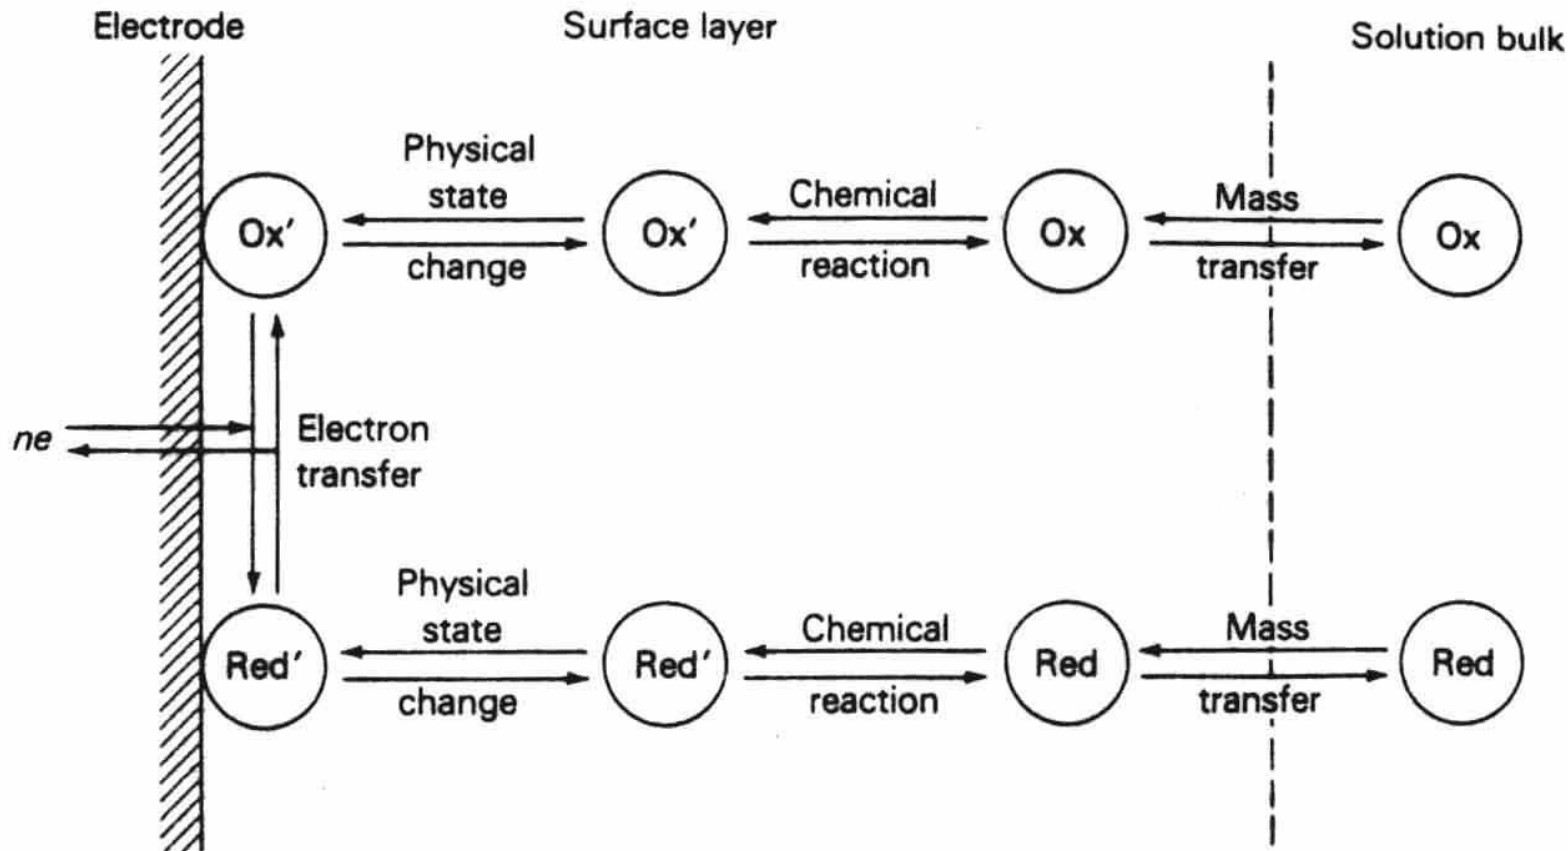 Electrode
Surface layer
Solution bulk
Physical
state
change
Chemical
reaction
Mass
transfer
Ox′
Ox′
Ox
Ox
ne
Electron
transfer
Physical
state
change
Chemical
reaction
Mass
transfer
Red′
Red′
Red
Red